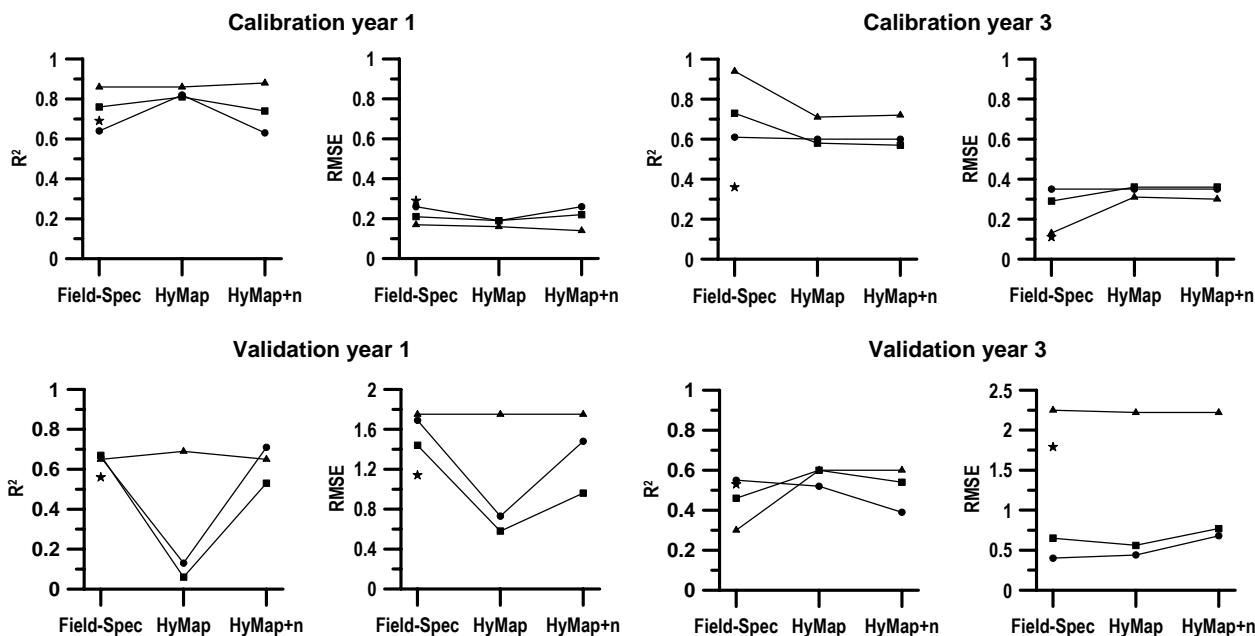 Calibration year 1
Calibration year 3
1
0.8
0.6
0.4
0.2
0
R²
Field-Spec HyMap HyMap+n
1
0.8
0.6
0.4
0.2
0
RMSE
Field-Spec HyMap HyMap+n
1
0.8
0.6
0.4
0.2
0
R²
Field-Spec HyMap HyMap+n
1
0.8
0.6
0.4
0.2
0
RMSE
Field-Spec HyMap HyMap+n
Validation year 1
Validation year 3
1
0.8
0.6
0.4
0.2
0
R²
Field-Spec HyMap HyMap+n
2
1.6
1.2
0.8
0.4
0
RMSE
Field-Spec HyMap HyMap+n
1
0.8
0.6
0.4
0.2
0
R²
Field-Spec HyMap HyMap+n
2.5
2
1.5
1
0.5
0
RMSE
Field-Spec HyMap HyMap+n